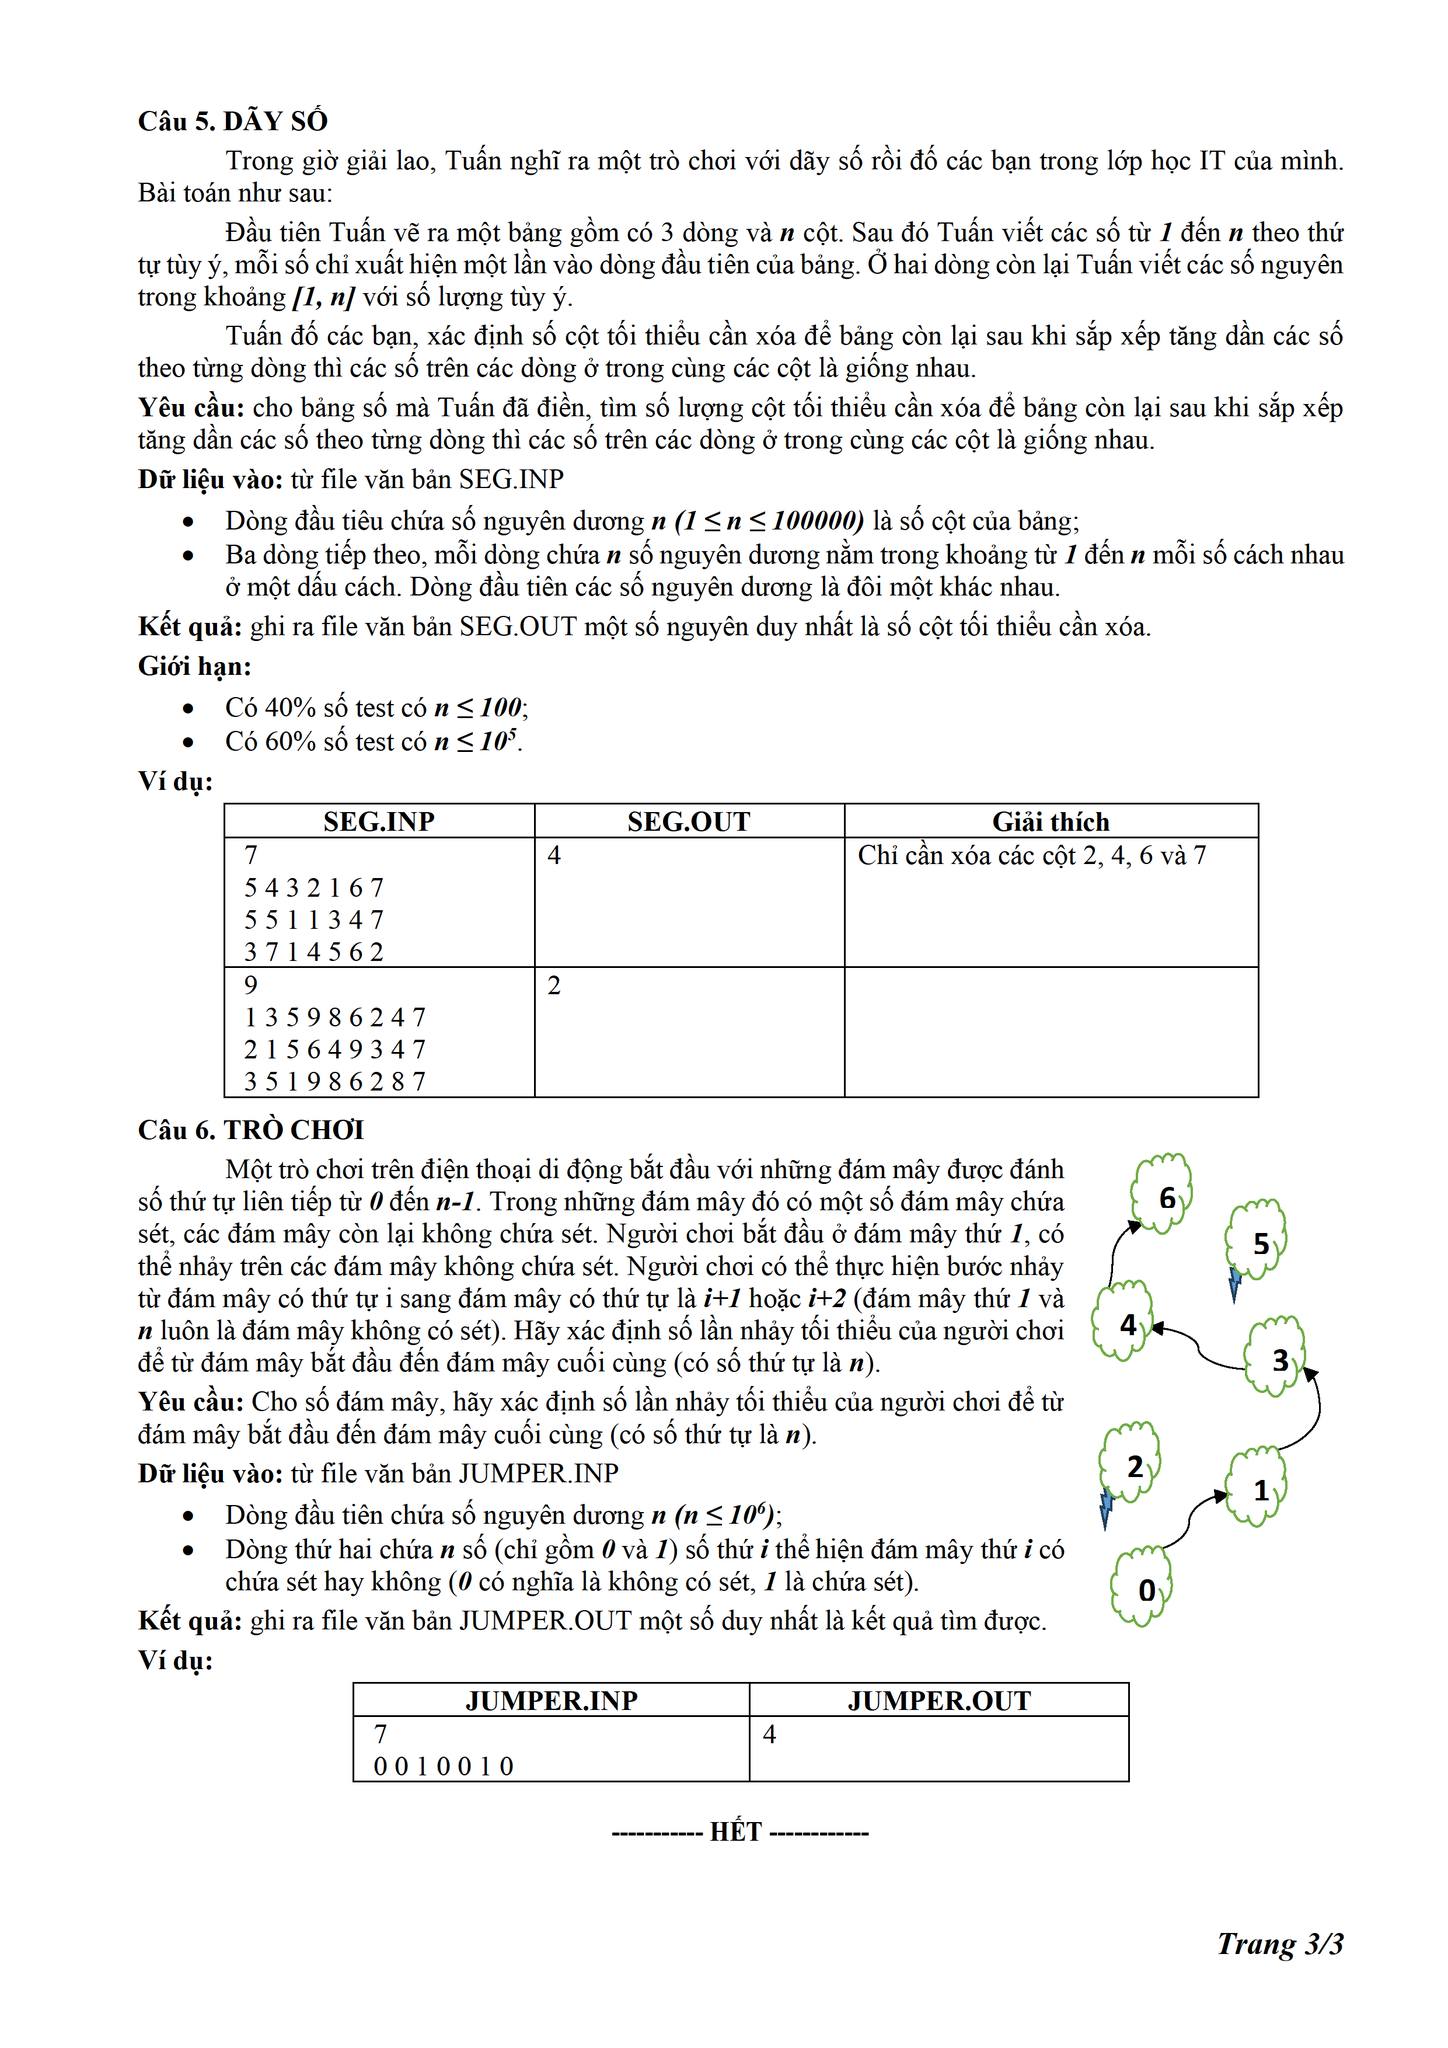 Câu 5. DÃY SỐ
Trong giờ giải lao, Tuấn nghĩ ra một trò chơi với dãy số rồi đố các bạn trong lớp học IT của mình.
Bài toán như sau:
Đầu tiên Tuấn vẽ ra một bảng gồm có 3 dòng và n cột. Sau đó Tuấn viết các số từ 1 đến n theo thứ
tự tùy ý, mỗi số chỉ xuất hiện một lần vào dòng đầu tiên của bảng. Ở hai dòng còn lại Tuấn viết các số nguyên
trong khoảng [1, n] với số lượng tùy ý.
Tuấn đố các bạn, xác định số cột tối thiểu cần xóa để bảng còn lại sau khi sắp xếp tăng dần các số
theo từng dòng thì các số trên các dòng ở trong cùng các cột là giống nhau.
Yêu cầu: cho bảng số mà Tuấn đã điền, tìm số lượng cột tối thiểu cần xóa để bảng còn lại sau khi sắp xếp
tăng dần các số theo từng dòng thì các số trên các dòng ở trong cùng các cột là giống nhau.
Dữ liệu vào: từ file văn bản SEG.INP
• Dòng đầu tiêu chứa số nguyên dương n (1 ≤ n ≤ 100000) là số cột của bảng;
• Ba dòng tiếp theo, mỗi dòng chứa n số nguyên dương nằm trong khoảng từ 1 đến n mỗi số cách nhau
ở một dấu cách. Dòng đầu tiên các số nguyên dương là đôi một khác nhau.
Kết quả: ghi ra file văn bản SEG.OUT một số nguyên duy nhất là số cột tối thiểu cần xóa.
Giới hạn:
• Có 40% số test có n ≤ 100;
• Có 60% số test có n ≤ 10⁵.
Ví dụ:
SEG.INP SEG.OUT Giải thích
7 4 Chỉ cần xóa các cột 2, 4, 6 và 7
5 4 3 2 1 6 7
5 5 1 1 3 4 7
3 7 1 4 5 6 2
9 2
1 3 5 9 8 6 2 4 7
2 1 5 6 4 9 3 4 7
3 5 1 9 8 6 2 8 7
Câu 6. TRÒ CHƠI
Một trò chơi trên điện thoại di động bắt đầu với những đám mây được đánh
số thứ tự liên tiếp từ 0 đến n-1. Trong những đám mây đó có một số đám mây chứa
sét, các đám mây còn lại không chứa sét. Người chơi bắt đầu ở đám mây thứ 1, có
thể nhảy trên các đám mây không chứa sét. Người chơi có thể thực hiện bước nhảy
từ đám mây có thứ tự i sang đám mây có thứ tự là i+1 hoặc i+2 (đám mây thứ 1 và
n luôn là đám mây không có sét). Hãy xác định số lần nhảy tối thiểu của người chơi
để từ đám mây bắt đầu đến đám mây cuối cùng (có số thứ tự là n).
Yêu cầu: Cho số đám mây, hãy xác định số lần nhảy tối thiểu của người chơi để từ
đám mây bắt đầu đến đám mây cuối cùng (có số thứ tự là n).
Dữ liệu vào: từ file văn bản JUMPER.INP
• Dòng đầu tiên chứa số nguyên dương n (n ≤ 10⁶);
• Dòng thứ hai chứa n số (chỉ gồm 0 và 1) số thứ i thể hiện đám mây thứ i có
chứa sét hay không (0 có nghĩa là không có sét, 1 là chứa sét).
Kết quả: ghi ra file văn bản JUMPER.OUT một số duy nhất là kết quả tìm được.
6
5
4
3
2
1
0
Ví dụ:
JUMPER.INP JUMPER.OUT
7 4
0 0 1 0 0 1 0
----------- HẾT ------------
Trang 3/3